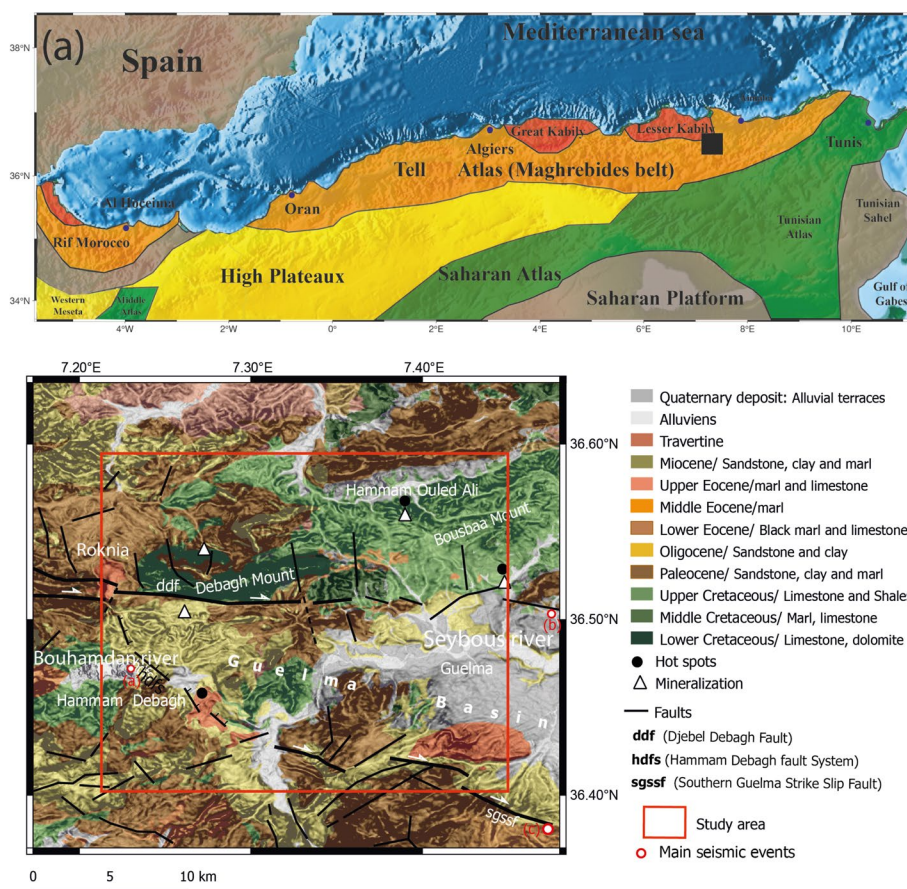 (a)
Mediterranean sea
38°N
Spain
Great Kabily
Lesser Kabily
Algiers
Tunis
Tell Atlas (Maghrebides belt)
36°N
Al Hoceima
Oran
Tunisian
Sahel
Rif Morocco
Tunisian
Atlas
High Plateaux
Saharan Atlas
Saharan Platform
Gulf of
Gabes
Western
Meseta
Middle
Atlas
34°N
4°W
2°W
0°
2°E
4°E
6°E
8°E
10°E
7.20°E
7.30°E
7.40°E
36.60°N
Hammam Ouled Ali
Bousbaa Mount
Roknia
ddf Debagh Mount
36.50°N
(b)
Seybous river
Bouhamdan river
Guelma
Guelma
Basin
(a)
hdfs
Hammam Debagh
36.40°N
sgssf
(c)
0 5 10 km
Quaternary deposit: Alluvial terraces
Alluviens
Travertine
Miocene/ Sandstone, clay and marl
Upper Eocene/marl and limestone
Middle Eocene/marl
Lower Eocene/ Black marl and limestone
Oligocene/ Sandstone and clay
Paleocene/ Sandstone, clay and marl
Upper Cretaceous/ Limestone and Shales
Middle Cretaceous/ Marl, limestone
Lower Cretaceous/ Limestone, dolomite
Hot spots
Mineralization
Faults
ddf (Djebel Debagh Fault)
hdfs (Hammam Debagh fault System)
sgssf (Southern Guelma Strike Slip Fault)
Study area
Main seismic events